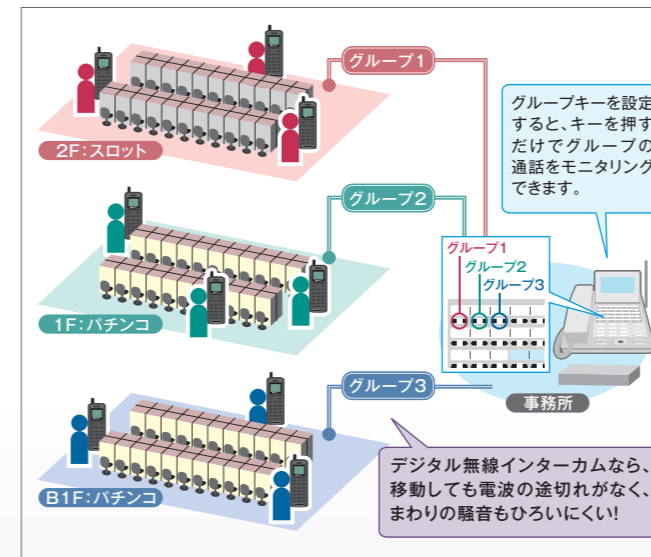 グループ1
2F:スロット
グループキーを設定
すると、キーを押す
だけでグループの
通話をモニタリング
できます。
グループ2
1F:パチンコ
グループ1
グループ2
グループ3
事務所
グループ3
B1F:パチンコ
デジタル無線インターカムなら、
移動しても電波の途切れがなく、
まわりの騒音もひろいにくい!